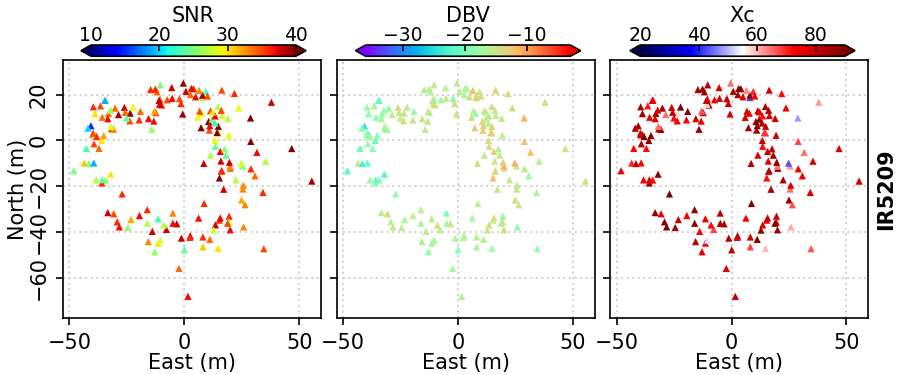 SNR DBV Xc
10 20 30 40 −30 −20 −10 20 40 60 80
North (m)
20
0
−20
−40
−60
IR5209
−50 0 50 −50 0 50 −50 0 50
East (m) East (m) East (m)